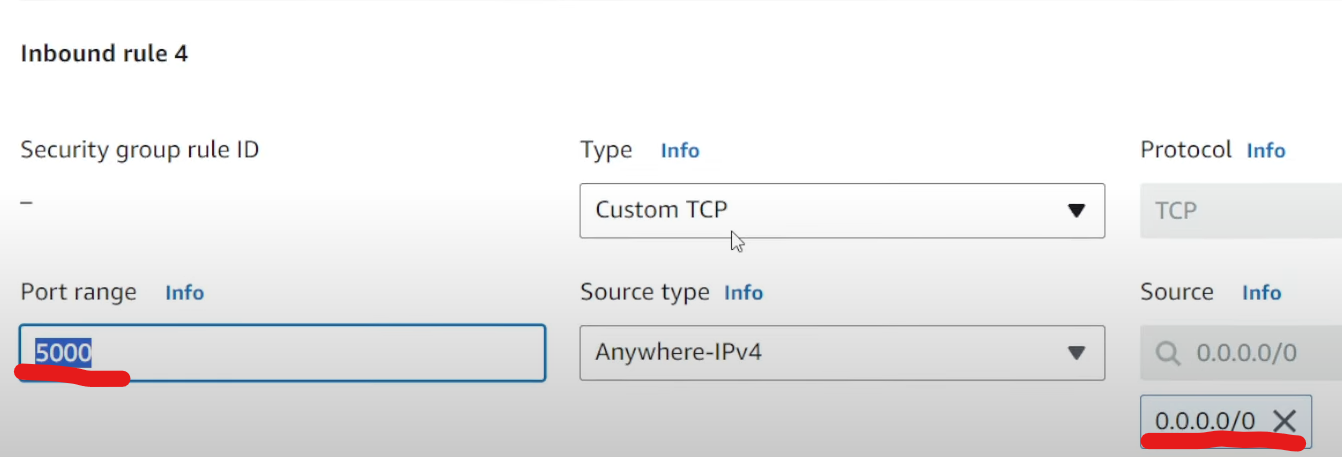 Inbound rule 4
Security group rule ID
Type Info
Protocol Info
–
Custom TCP
TCP
Port range Info
Source type Info
Source Info
5000
Anywhere-IPv4
0.0.0.0/0
0.0.0.0/0